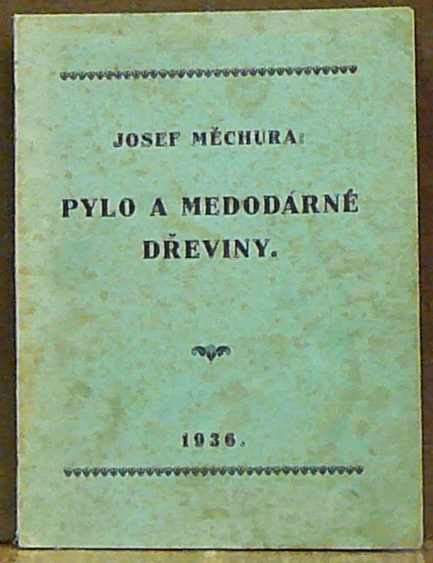 JOSEF MĚCHURA:
PYLO A MEDODÁRNÉ
DŘEVINY.
1936.